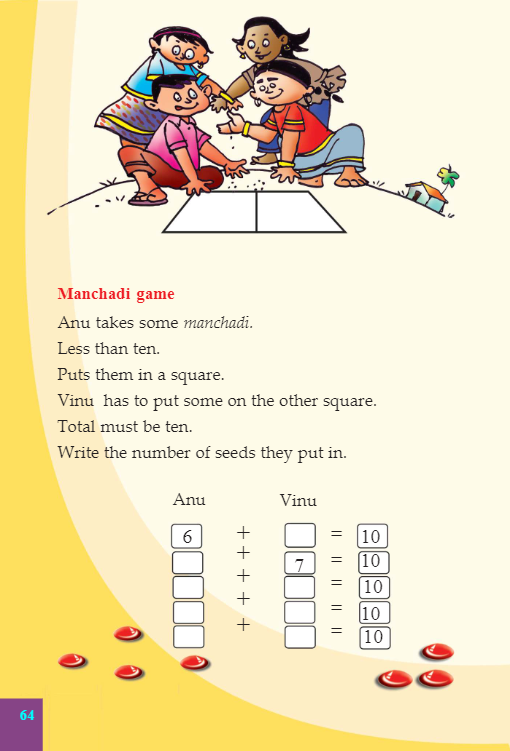 Manchadi game
Anu takes some manchadi.
Less than ten.
Puts them in a square.
Vinu has to put some on the other square.
Total must be ten.
Write the number of seeds they put in.
Anu Vinu
6 + = 10
+ 7 = 10
+ = 10
+ = 10
+ = 10
64